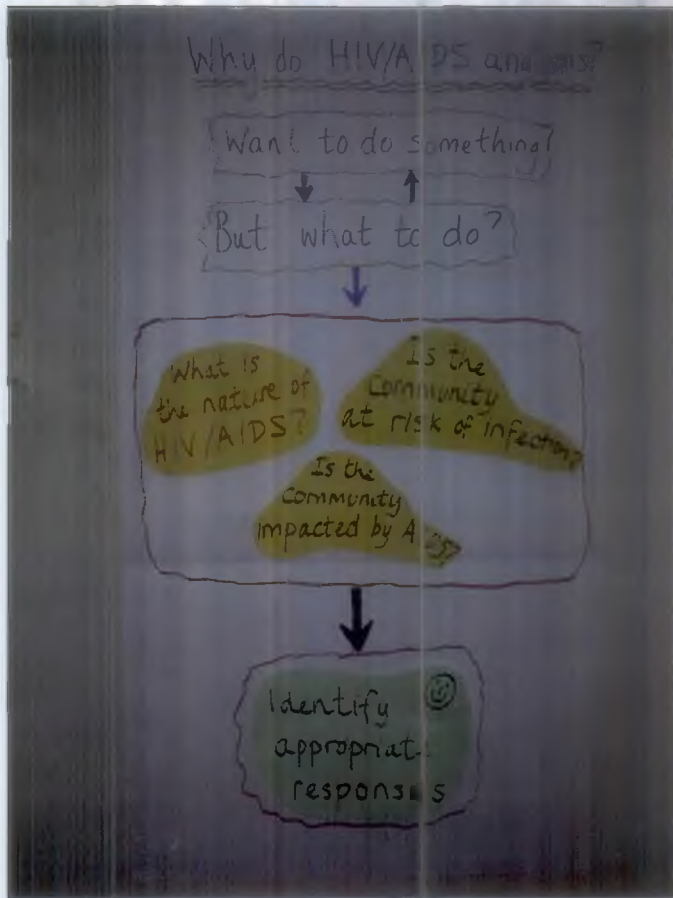 Why do HIV/AIDS analysis?
Want to do something?
But what to do?
What is
the nature of
HIV/AIDS?
Is the
Community
at risk of infection?
Is the
Community
impacted by AIDS?
Identify
appropriate
responses